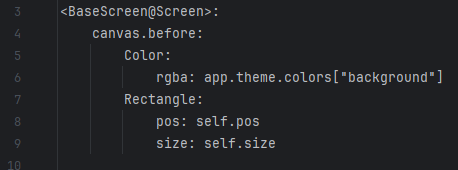 3 <BaseScreen@Screen>:
4 canvas.before:
5 Color:
6 rgba: app.theme.colors["background"]
7 Rectangle:
8 pos: self.pos
9 size: self.size
10